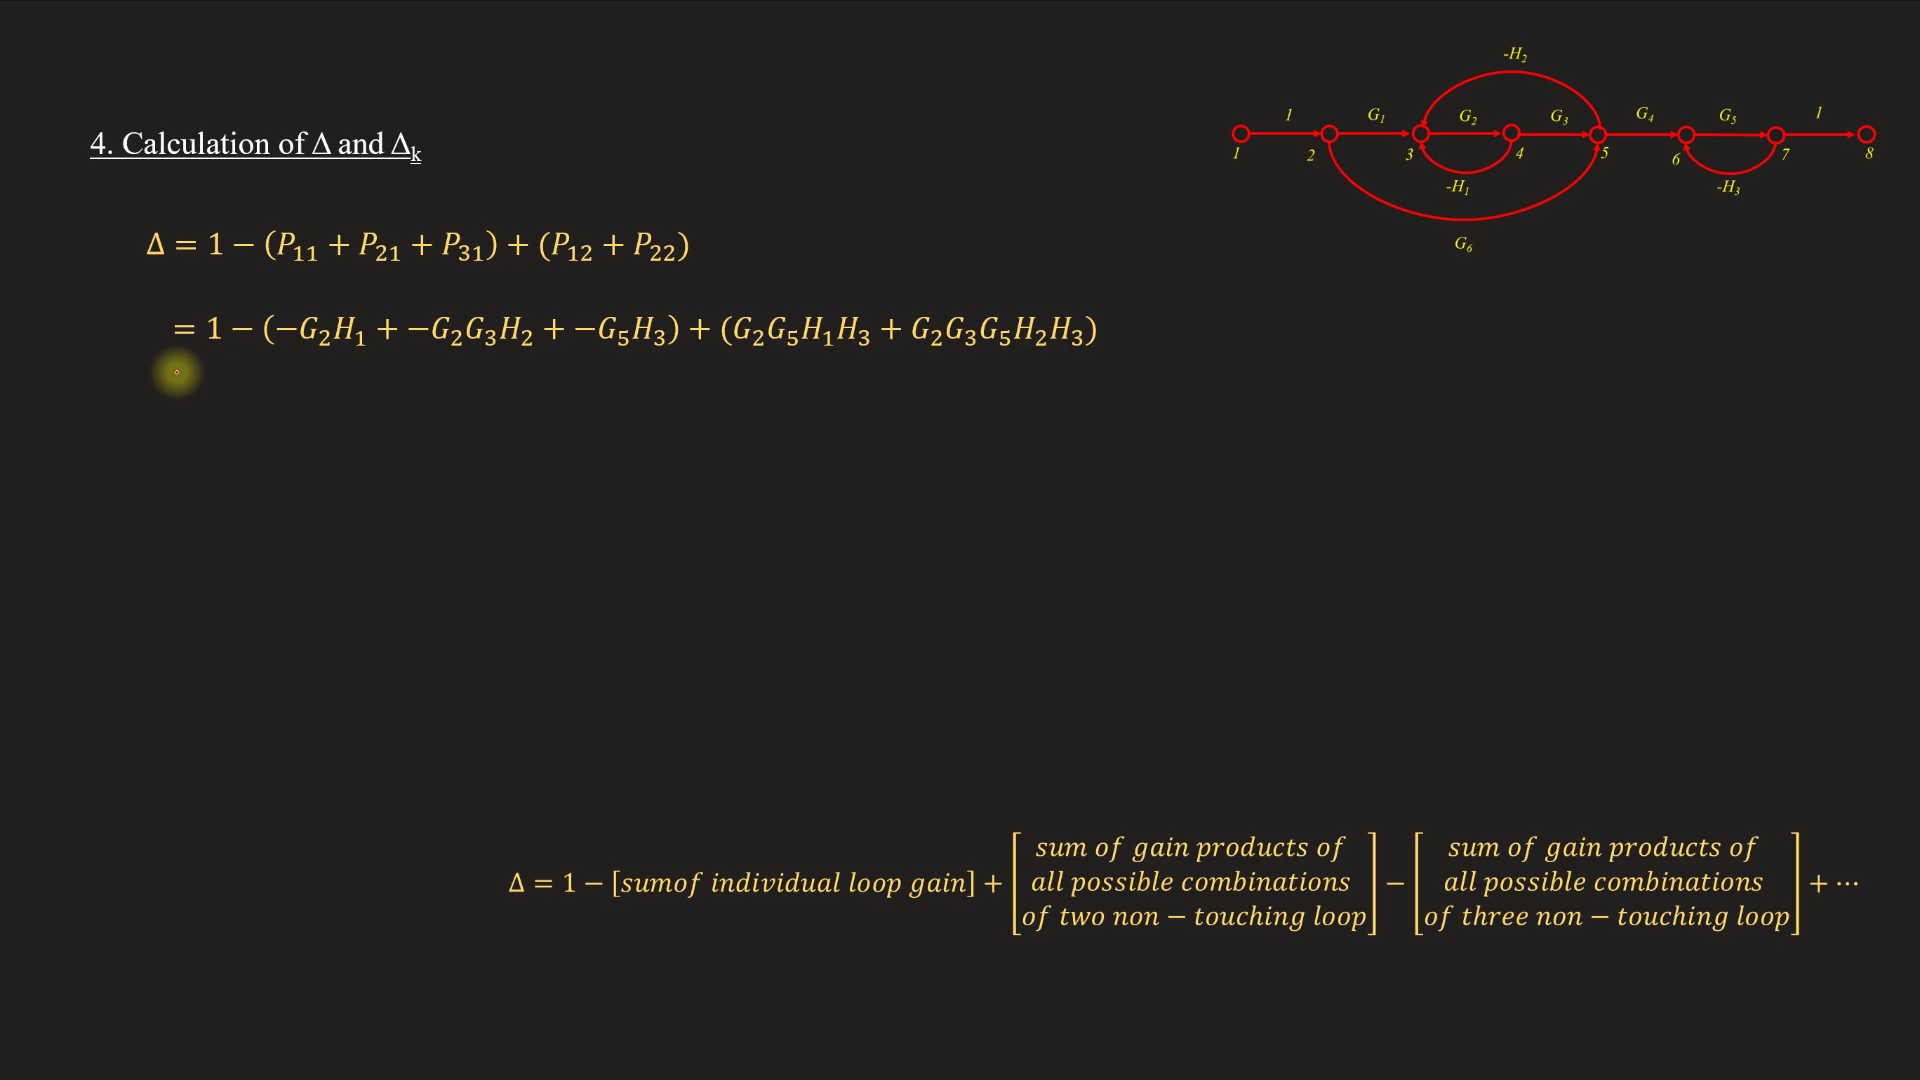 -H₂
1 G₁ G₂ G₃ G₄ G₅ 1
1 2 3 4 5 6 7 8
-H₁ -H₃
G₆
4. Calculation of Δ and Δₖ
Δ = 1 − (P₁₁ + P₂₁ + P₃₁) + (P₁₂ + P₂₂)
= 1 − (−G₂H₁ + −G₂G₃H₂ + −G₅H₃) + (G₂G₅H₁H₃ + G₂G₃G₅H₂H₃)
Δ = 1 − [sumof individual loop gain] + [sum of gain products of all possible combinations of two non − touching loop] − [sum of gain products of all possible combinations of three non − touching loop] + ⋯